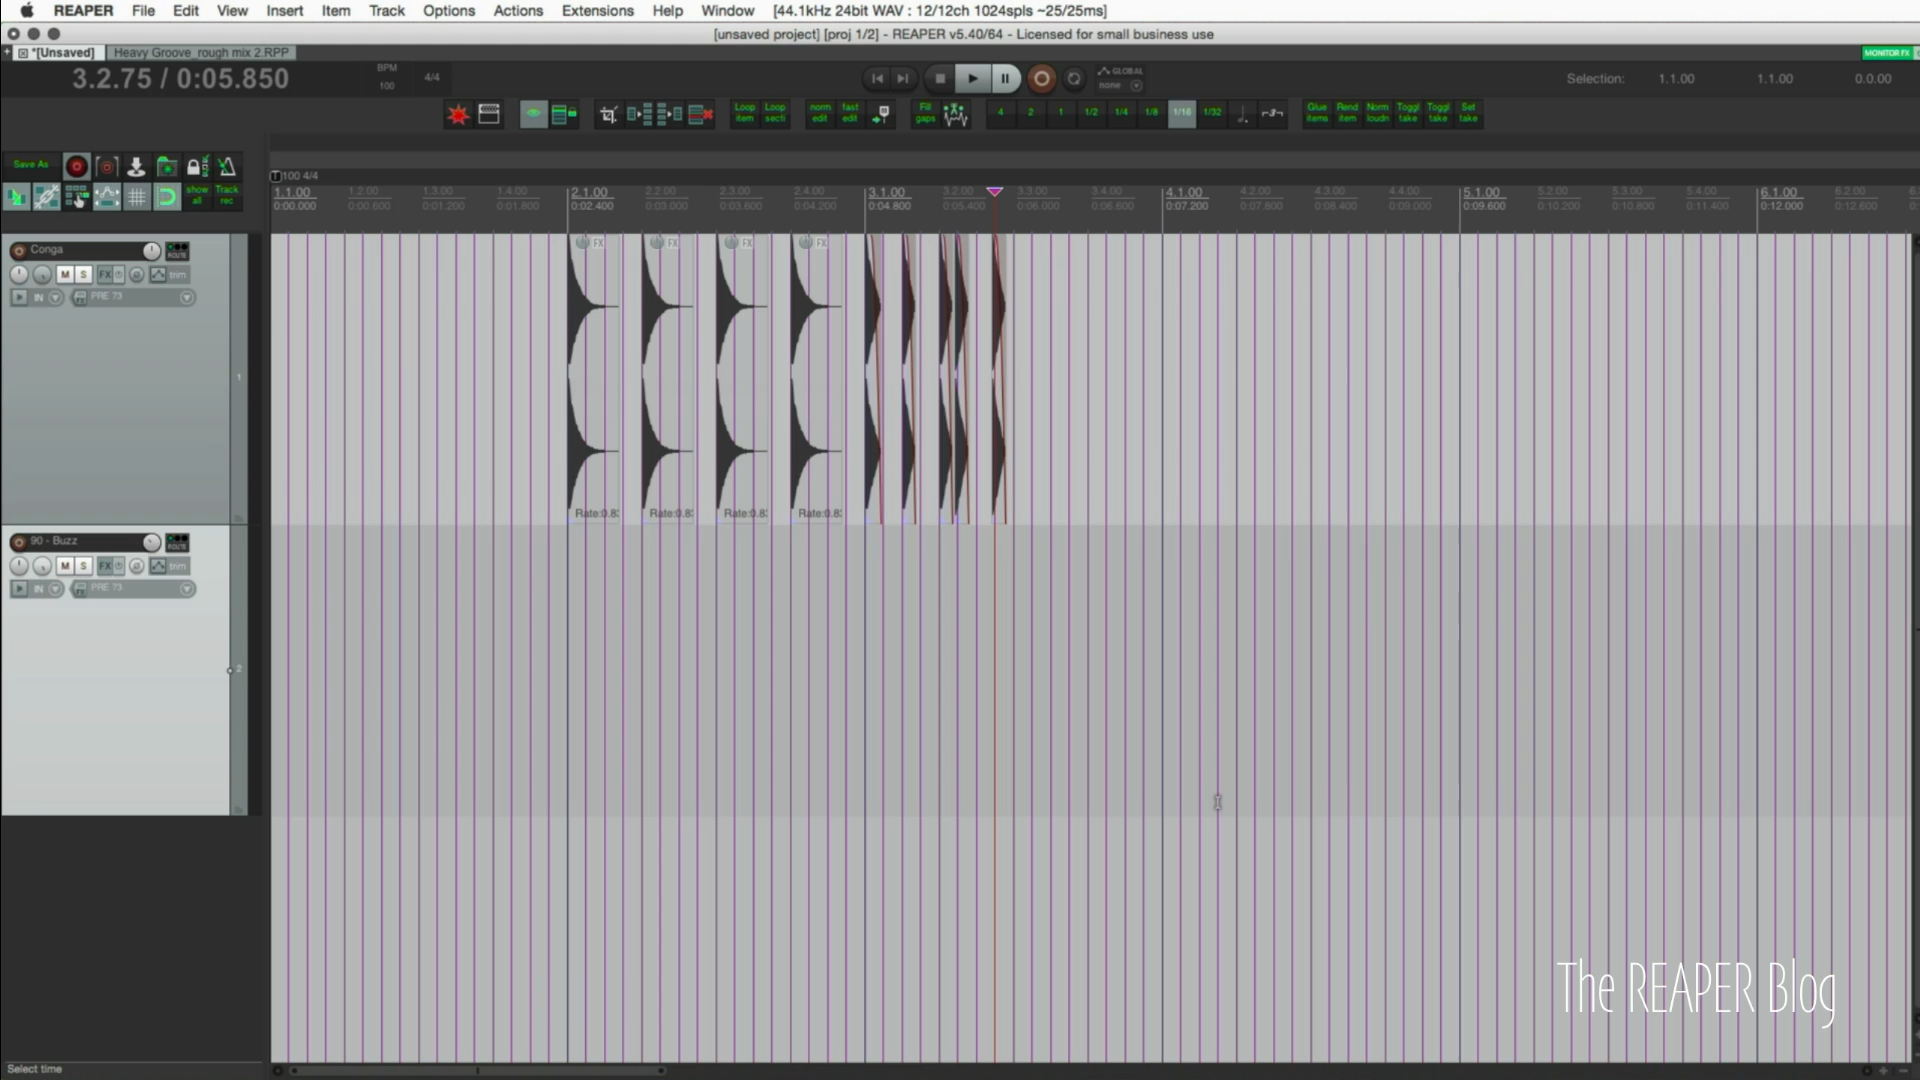 REAPER File Edit View Insert Item Track Options Actions Extensions Help Window [44.1kHz 24bit WAV : 12/12ch 1024spls ~25/25ms]
[unsaved project] [proj 1/2] - REAPER v5.40/64 - Licensed for small business use
*[Unsaved] Heavy Groove_rough mix 2.RPP MONITOR FX
3.2.75 / 0:05.850 BPM 100 4/4 GLOBAL none Selection: 1.1.00 1.1.00 0.0.00
Loop item Loop secti norm edit fast edit Fill gaps 4 2 1 1/2 1/4 1/8 1/16 1/32 3 Glue items Rend item Norm loudn Toggl take Toggl take Set take
Save As
show all Track rec
100 4/4
1.1.00 1.2.00 1.3.00 1.4.00 2.1.00 2.2.00 2.3.00 2.4.00 3.1.00 3.2.00 3.3.00 3.4.00 4.1.00 4.2.00 4.3.00 4.4.00 5.1.00 5.2.00 5.3.00 5.4.00 6.1.00 6.2.00
0:00.000 0:00.600 0:01.200 0:01.800 0:02.400 0:03.000 0:03.600 0:04.200 0:04.800 0:05.400 0:06.000 0:06.600 0:07.200 0:07.800 0:08.400 0:09.000 0:09.600 0:10.200 0:10.800 0:11.400 0:12.000 0:12.600
Conga ROUTE
M S FX trim
IN FX PRE 73
1
FX FX FX FX
Rate:0.8 Rate:0.8 Rate:0.8 Rate:0.8
90 - Buzz ROUTE
M S FX trim
IN FX PRE 73
2
The REAPER Blog
Select time